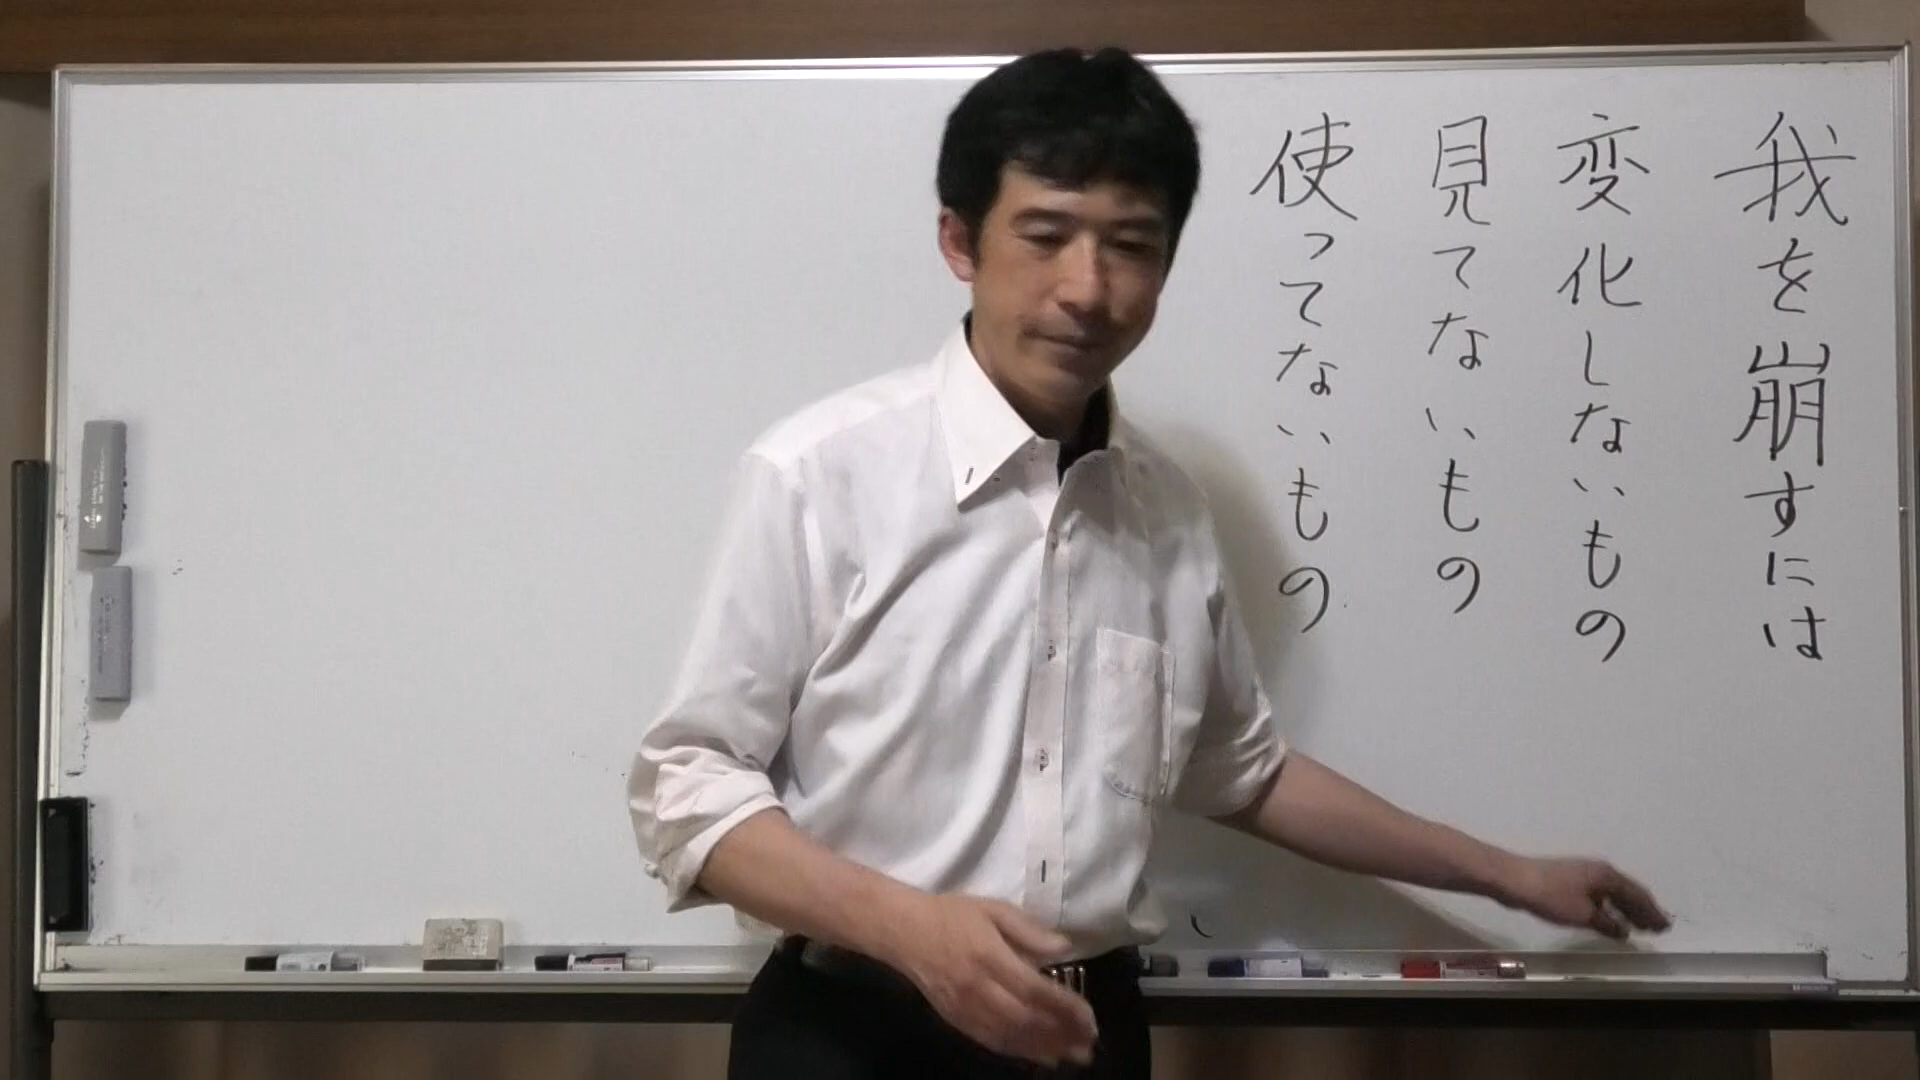 我を崩すには
変化しないもの
見てないもの
使ってないもの